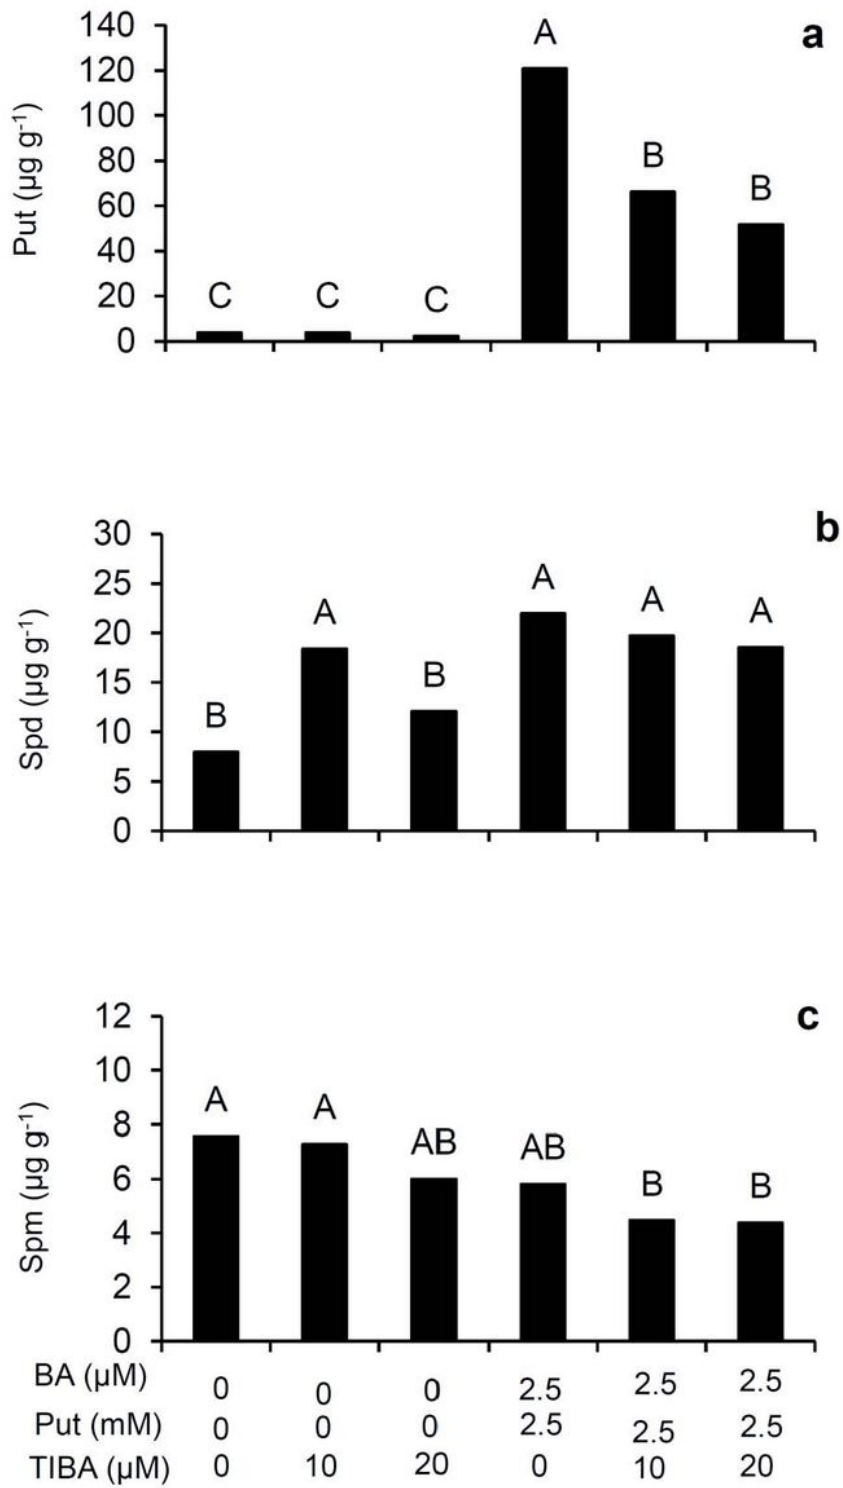 a
Put (µg g⁻¹)
140
120
100
80
60
40
20
0
C C C A B B
b
Spd (µg g⁻¹)
30
25
20
15
10
5
0
B A B A A A
c
Spm (µg g⁻¹)
12
10
8
6
4
2
0
A A AB AB B B
BA (µM) 0 0 0 2.5 2.5 2.5
Put (mM) 0 0 0 2.5 2.5 2.5
TIBA (µM) 0 10 20 0 10 20